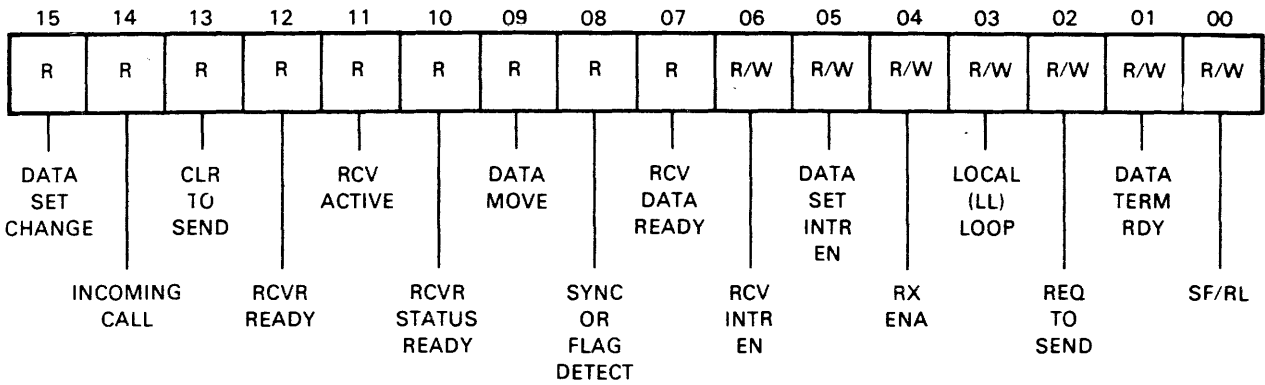 15 14 13 12 11 10 09 08 07 06 05 04 03 02 01 00
R R R R R R R R R R/W R/W R/W R/W R/W R/W R/W
DATA SET CHANGE
INCOMING CALL
CLR TO SEND
RCVR READY
RCV ACTIVE
RCVR STATUS READY
DATA MOVE
SYNC OR FLAG DETECT
RCV DATA READY
RCV INTR EN
DATA SET INTR EN
RX ENA
LOCAL (LL) LOOP
REQ TO SEND
DATA TERM RDY
SF/RL